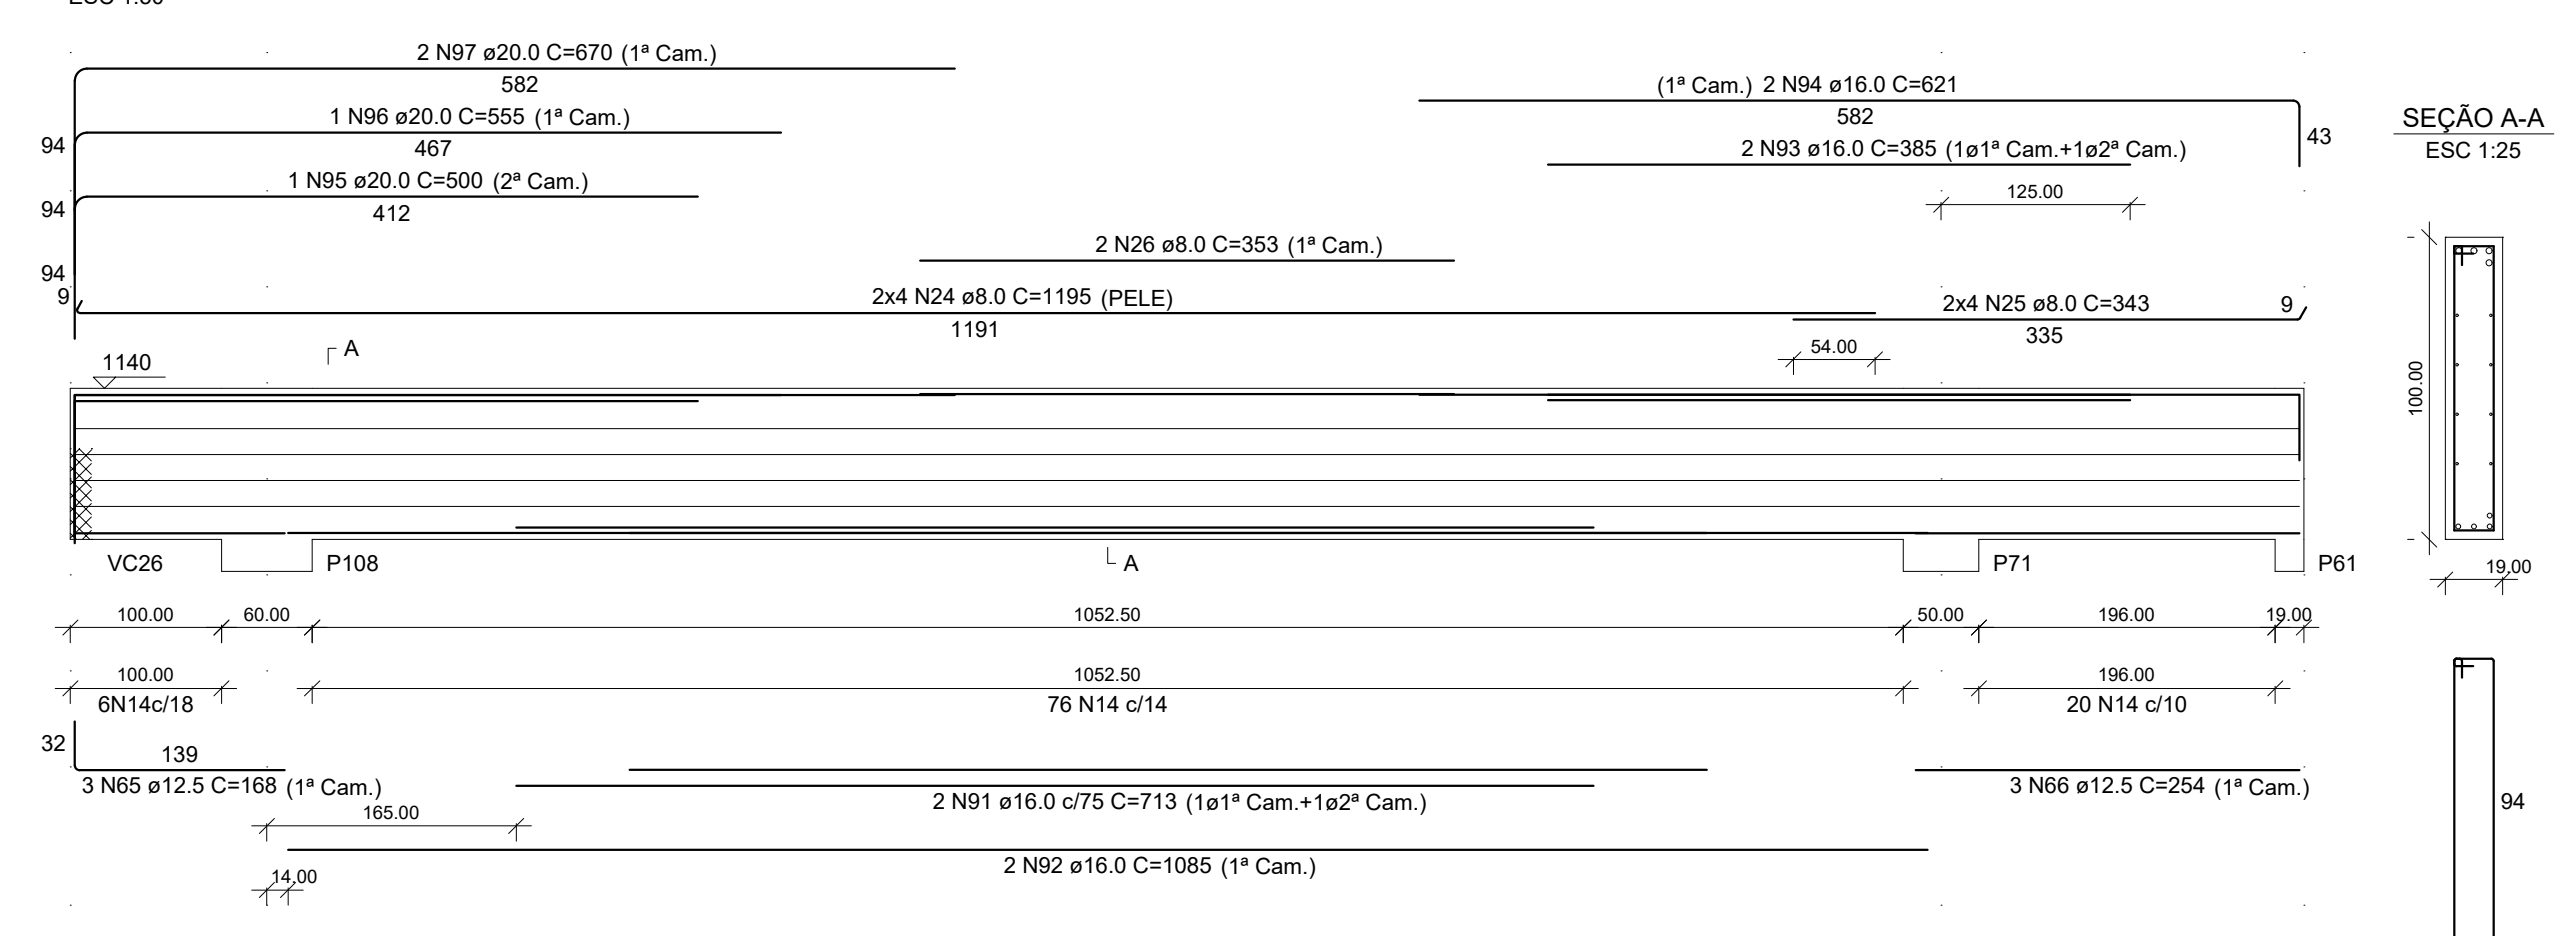 2 N97 ø20.0 C=670 (1ª Cam.)
582
(1ª Cam.) 2 N94 ø16.0 C=621
582
43
1 N96 ø20.0 C=555 (1ª Cam.)
467
94
2 N93 ø16.0 C=385 (1ø1ª Cam.+1ø2ª Cam.)
125.00
1 N95 ø20.0 C=500 (2ª Cam.)
412
94
2 N26 ø8.0 C=353 (1ª Cam.)
94
9
2x4 N24 ø8.0 C=1195 (PELE)
1191
2x4 N25 ø8.0 C=343
9
335
54.00
A
1140
SEÇÃO A-A
ESC 1:25
100.00
19.00
VC26
P108
A
P71
P61
100.00
60.00
1052.50
50.00
196.00
19.00
100.00
6N14c/18
1052.50
76 N14 c/14
196.00
20 N14 c/10
32
139
3 N65 ø12.5 C=168 (1ª Cam.)
2 N91 ø16.0 c/75 C=713 (1ø1ª Cam.+1ø2ª Cam.)
3 N66 ø12.5 C=254 (1ª Cam.)
165.00
2 N92 ø16.0 C=1085 (1ª Cam.)
14.00
94